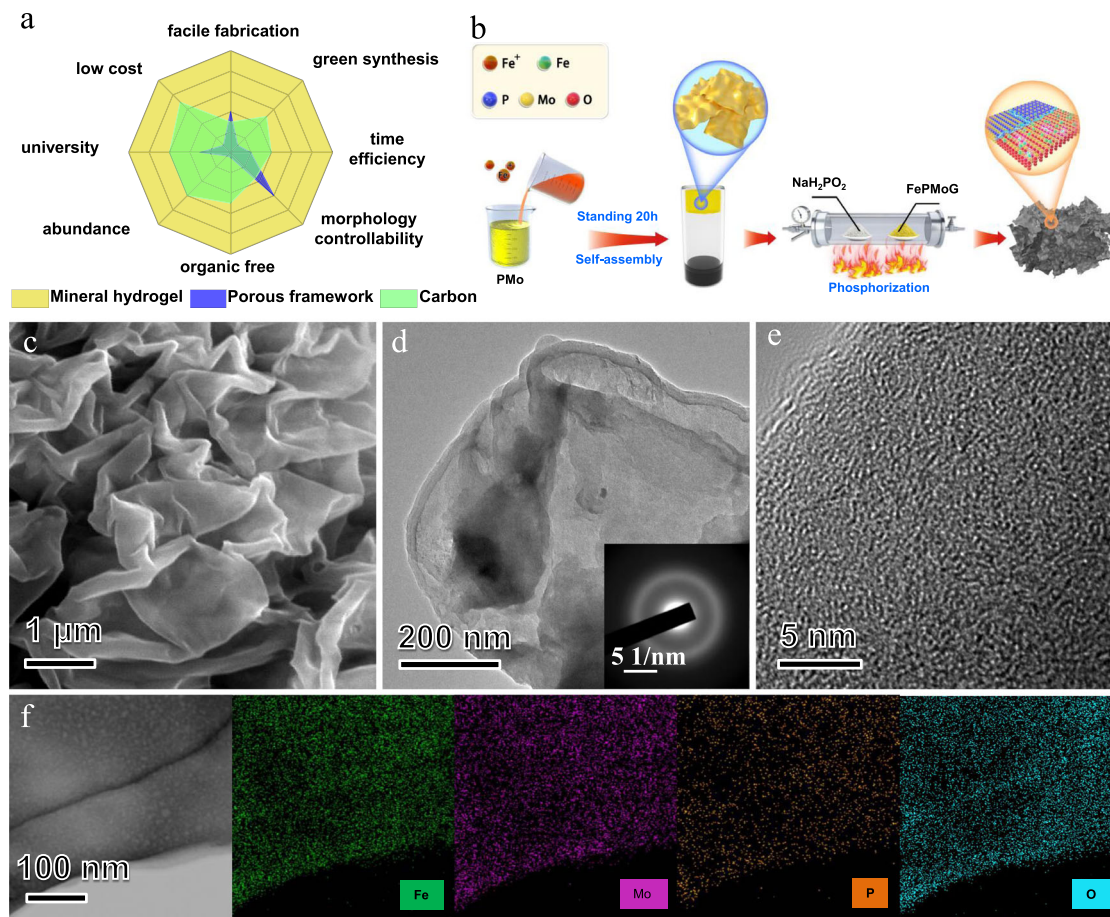 a
facile fabrication
low cost
green synthesis
university
time
efficiency
abundance
morphology
controllability
organic free
Mineral hydrogel
Porous framework
Carbon
b
Fe+
Fe
P
Mo
O
PMo
Standing 20h
Self-assembly
NaH₂PO₂
FePMoG
Phosphorization
c
1 μm
d
200 nm
5 1/nm
e
5 nm
f
100 nm
Fe
Mo
P
O